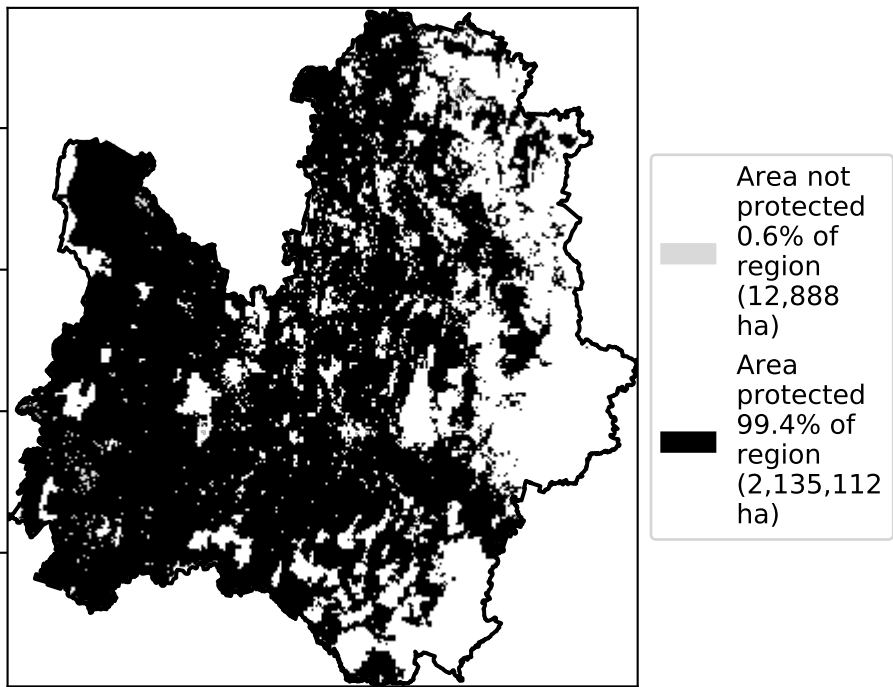 Area not
protected
0.6% of
region
(12,888
ha)
Area
protected
99.4% of
region
(2,135,112
ha)